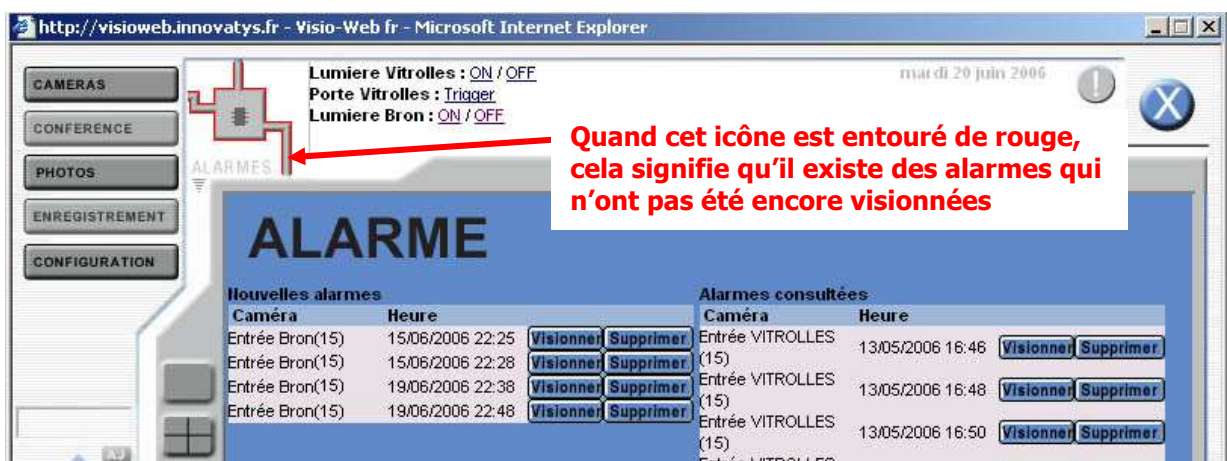 http://visioweb.innovatys.fr - Visio-Web fr - Microsoft Internet Explorer
CAMERAS
CONFERENCE
PHOTOS
ENREGISTREMENT
CONFIGURATION
ALARMES
Lumiere Vitrolles : ON / OFF
Porte Vitrolles : Trigger
Lumiere Bron : ON / OFF
mardi 20 juin 2006
Quand cet icône est entouré de rouge,
cela signifie qu’il existe des alarmes qui
n’ont pas été encore visionnées
ALARME
Nouvelles alarmes
Caméra Heure
Entrée Bron(15) 15/06/2006 22:25 Visionner Supprimer
Entrée Bron(15) 15/06/2006 22:28 Visionner Supprimer
Entrée Bron(15) 19/06/2006 22:38 Visionner Supprimer
Entrée Bron(15) 19/06/2006 22:48 Visionner Supprimer
Alarmes consultées
Caméra Heure
Entrée VITROLLES
(15) 13/05/2006 16:46 Visionner Supprimer
Entrée VITROLLES
(15) 13/05/2006 16:48 Visionner Supprimer
Entrée VITROLLES
(15) 13/05/2006 16:50 Visionner Supprimer